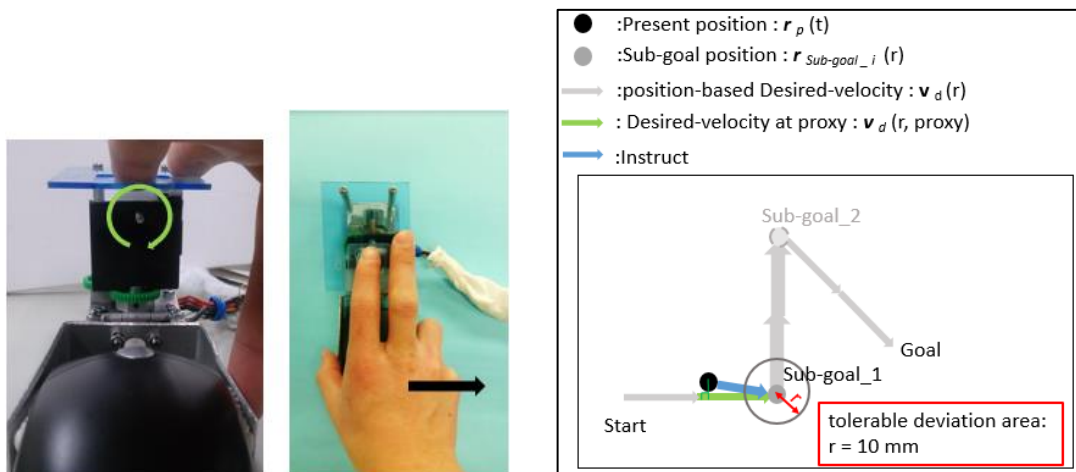 :Present position : r p (t)
:Sub-goal position : r Sub-goal_ i (r)
:position-based Desired-velocity : v d (r)
: Desired-velocity at proxy : v d (r, proxy)
:Instruct
Sub-goal_2
Goal
Sub-goal_1
Start
r
tolerable deviation area:
r = 10 mm